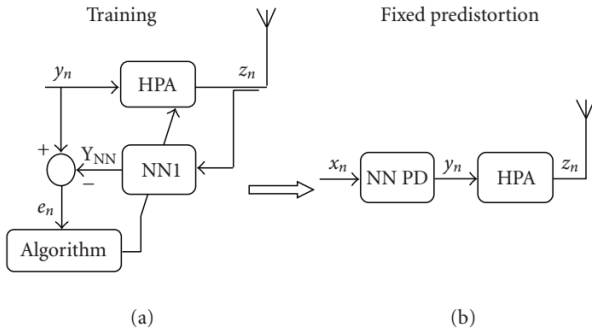 Training
y_n
HPA
z_n
+
Y_NN
−
NN1
e_n
Algorithm
(a)
Fixed predistortion
x_n
NN PD
y_n
HPA
z_n
(b)